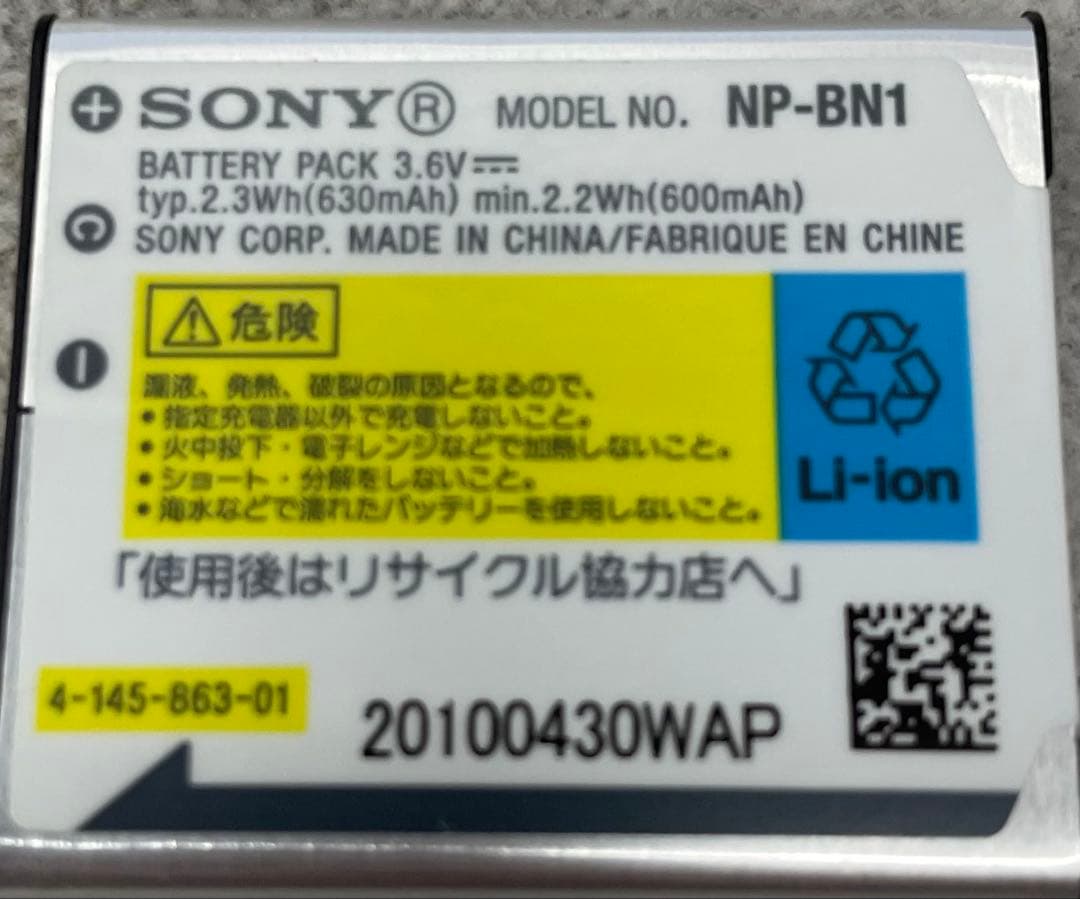 SONY® MODEL NO. NP-BN1
BATTERY PACK 3.6V⎓
typ.2.3Wh(630mAh) min.2.2Wh(600mAh)
SONY CORP. MADE IN CHINA/FABRIQUE EN CHINE
危険
漏液、発熱、破裂の原因となるので、
・指定充電器以外で充電しないこと。
・火中投下・電子レンジなどで加熱しないこと。
・ショート・分解をしないこと。
・海水などで濡れたバッテリーを使用しないこと。
Li-ion
「使用後はリサイクル協力店へ」
4-145-863-01
20100430WAP